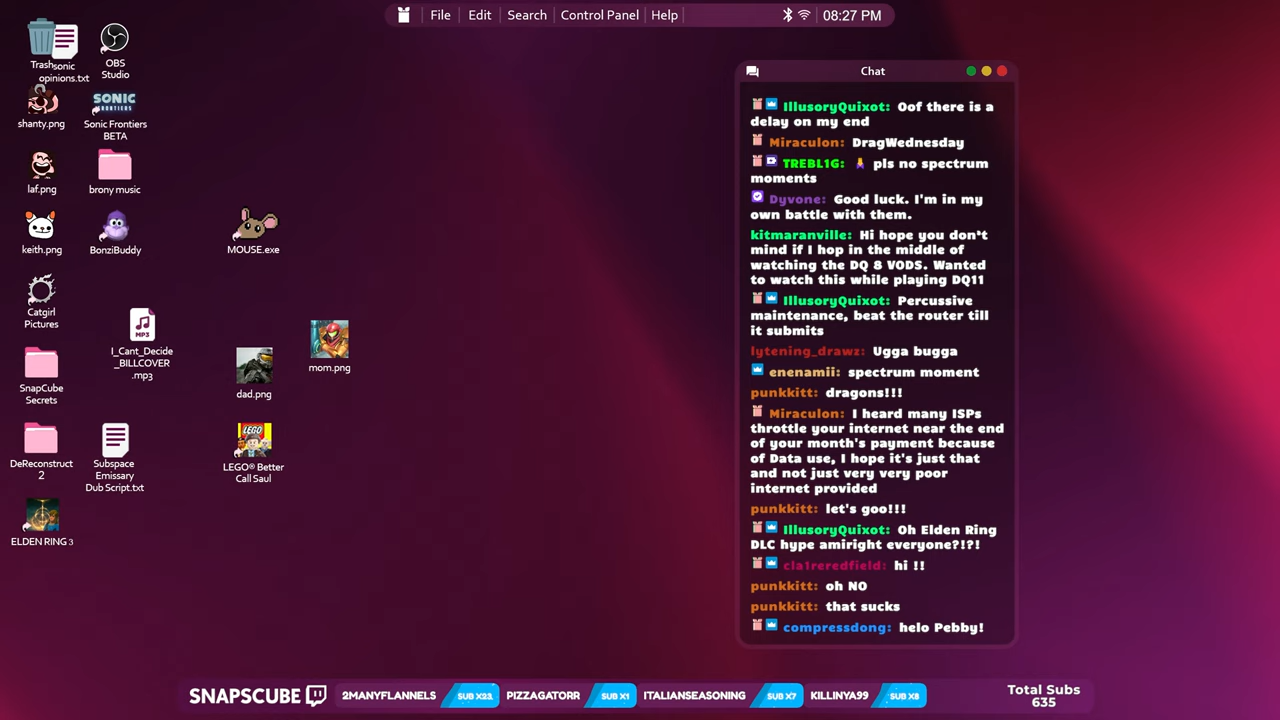 File Edit Search Control Panel Help 08:27 PM
Trash
sonic
opinions.txt
OBS
Studio
shanty.png
SONIC
FRONTIERS
Sonic Frontiers
BETA
laf.png
brony music
keith.png
BonziBuddy
MOUSE.exe
Catgirl
Pictures
MP3
I_Cant_Decide
_BILLCOVER
.mp3
dad.png
mom.png
SnapCube
Secrets
DeReconstruct
2
Subspace
Emissary
Dub Script.txt
LEGO
LEGO® Better
Call Saul
ELDEN RING 3
Chat
IllusoryQuixot: Oof there is a
delay on my end
Miraculon: DragWednesday
TREBL1G: pls no spectrum
moments
Dyvone: Good luck. I'm in my
own battle with them.
kitmaranville: Hi hope you don't
mind if I hop in the middle of
watching the DQ 8 VODS. Wanted
to watch this while playing DQ11
IllusoryQuixot: Percussive
maintenance, beat the router till
it submits
lytening_drawz: Ugga bugga
enenamii: spectrum moment
punkkitt: dragons!!!
Miraculon: I heard many ISPs
throttle your internet near the end
of your month's payment because
of Data use, I hope it's just that
and not just very very poor
internet provided
punkkitt: let's goo!!!
IllusoryQuixot: Oh Elden Ring
DLC hype amiright everyone?!?!
cla1reredfield: hi !!
punkkitt: oh NO
punkkitt: that sucks
compressdong: helo Pebby!
SNAPSCUBE 2MANYFLANNELS SUB X23 PIZZAGATORR SUB X1 ITALIANSEASONING SUB X7 KILLINYA99 SUB X8
Total Subs
635